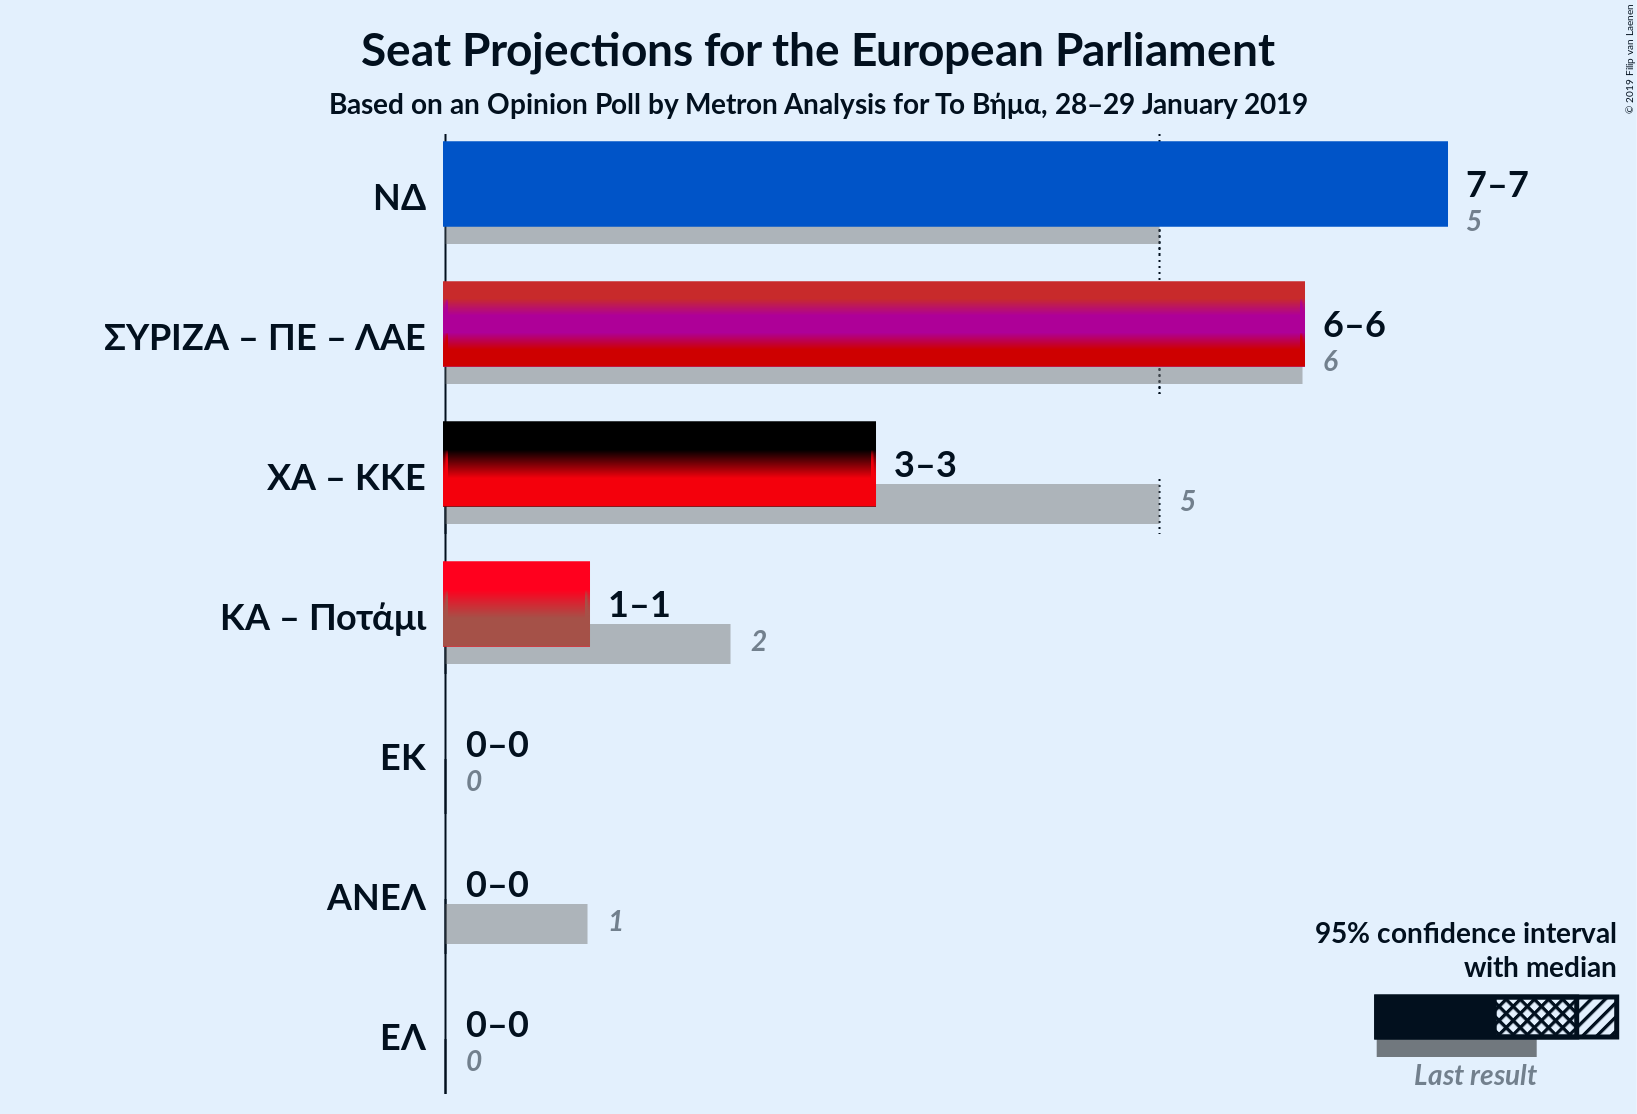 Seat Projections for the European Parliament
Based on an Opinion Poll by Metron Analysis for Το Βήμα, 28–29 January 2019
© 2019 Filip van Laenen
ΝΔ
7–7
5
ΣΥΡΙΖΑ – ΠΕ – ΛΑΕ
6–6
6
ΧΑ – ΚΚΕ
3–3
5
ΚΑ – Ποτάμι
1–1
2
ΕΚ
0–0
0
ΑΝΕΛ
0–0
1
ΕΛ
0–0
0
95% confidence interval
with median
Last result